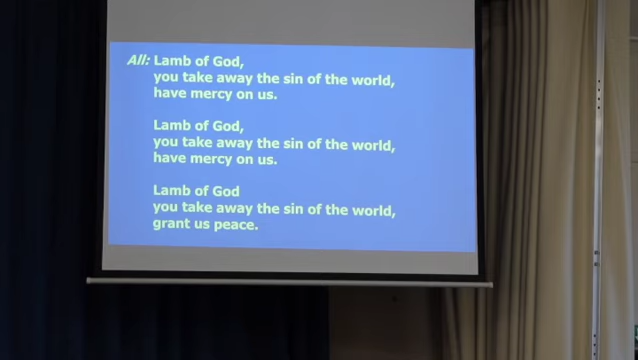 All: Lamb of God,
you take away the sin of the world,
have mercy on us.
Lamb of God,
you take away the sin of the world,
have mercy on us.
Lamb of God
you take away the sin of the world,
grant us peace.